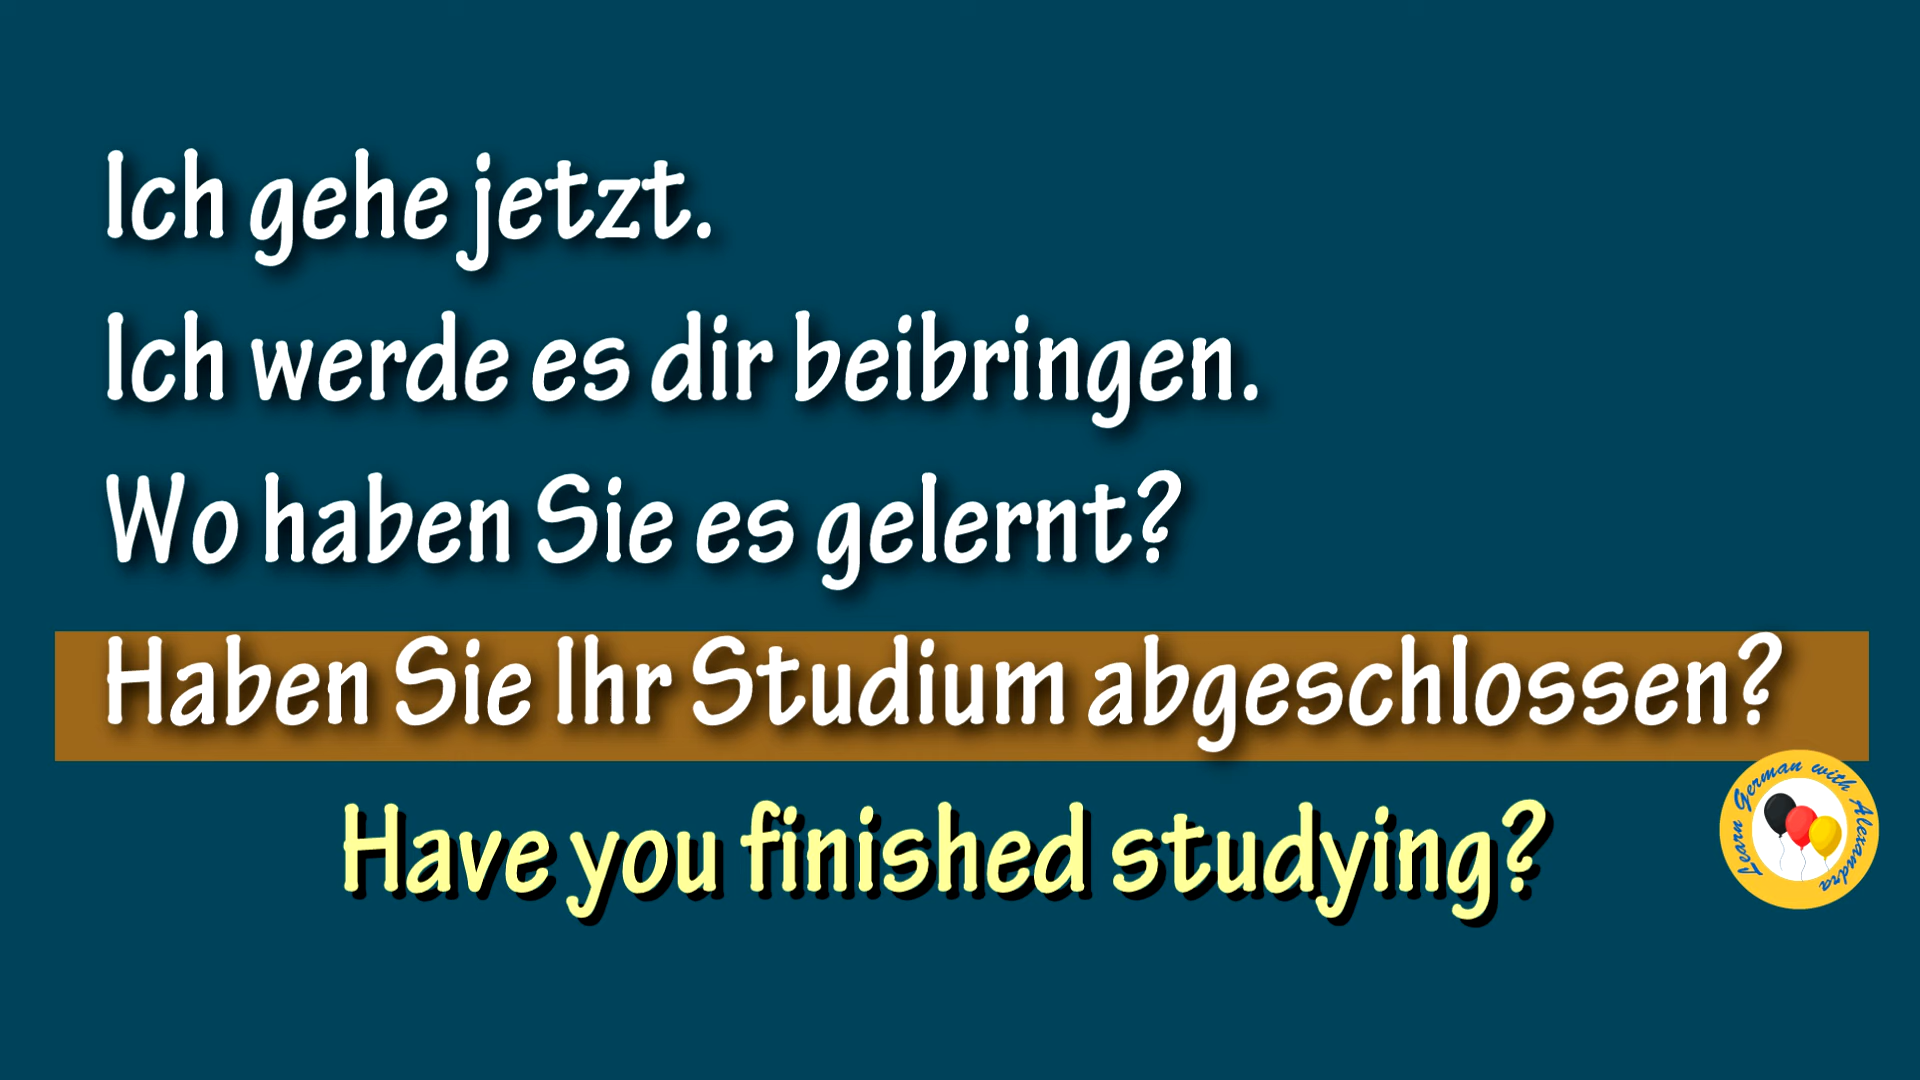 Ich gehe jetzt.
Ich werde es dir beibringen.
Wo haben Sie es gelernt?
Haben Sie Ihr Studium abgeschlossen?
Have you finished studying?
Learn German with Alexandra